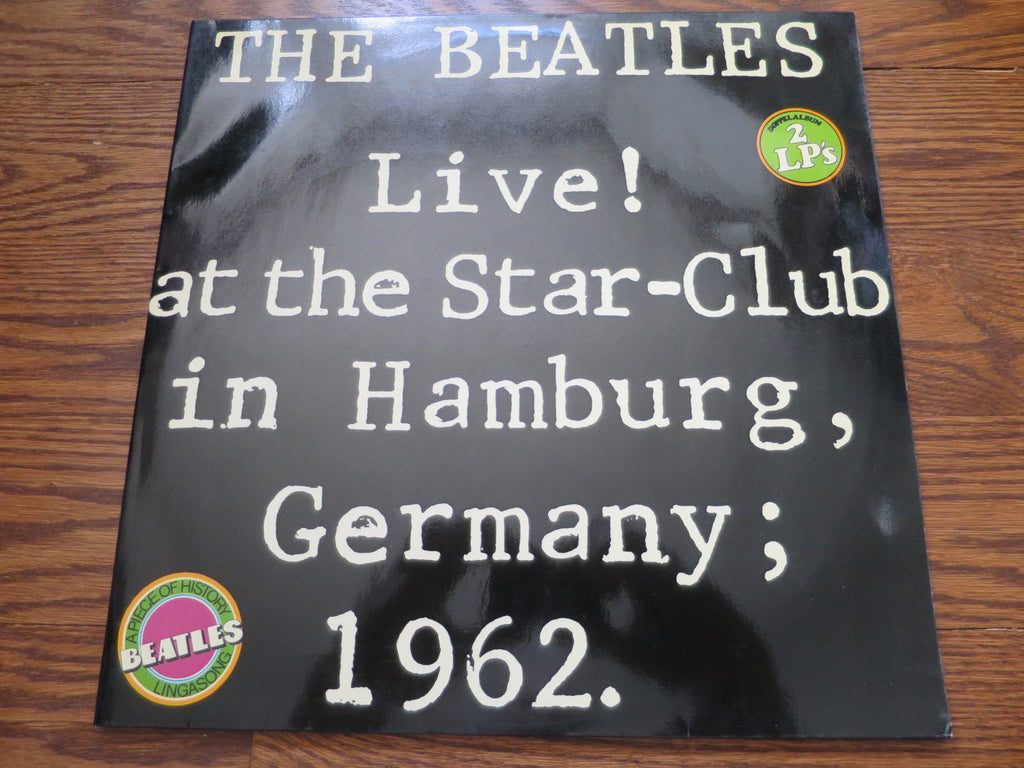 THE BEATLES
DOPPELALBUM
2
LP's
Live!
at the Star-Club
in Hamburg,
Germany;
1962.
A PIECE OF HISTORY
BEATLES
LINGASONG